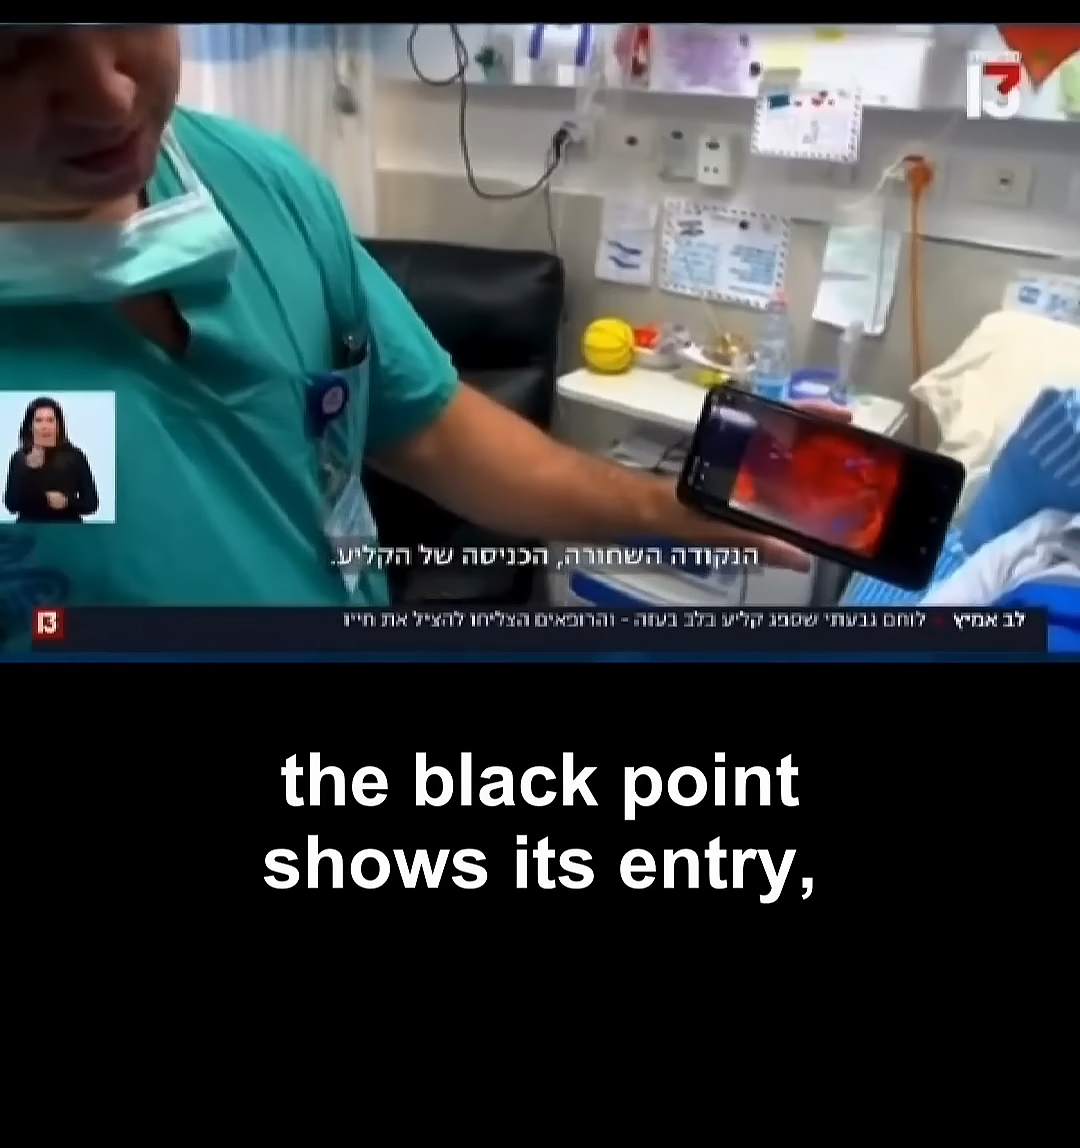 13
הנקודה השחורה, הכניסה של הקליע.
13
לב אמיץ - לוחם גבעתי שספג קליע בלב בעזה - והרופאים הצליחו להציל את חייו
the black point
shows its entry,